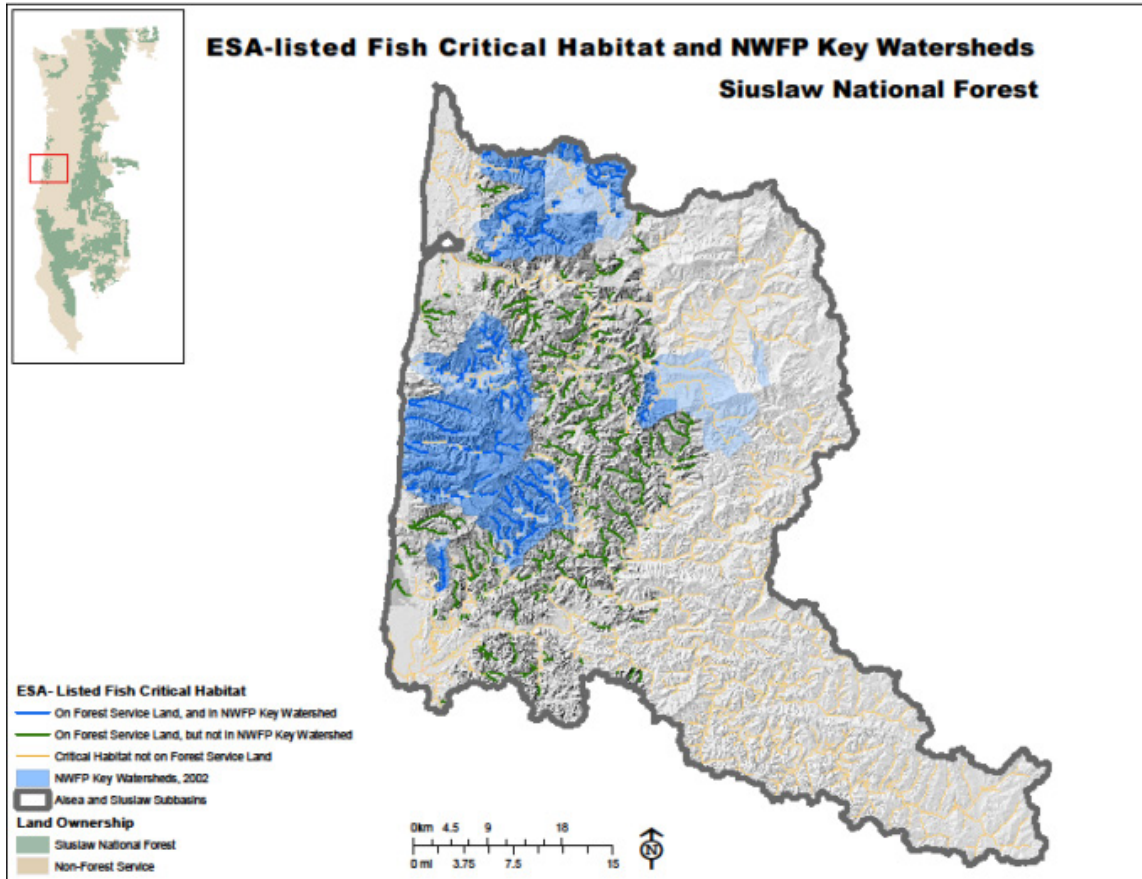 ESA-listed Fish Critical Habitat and NWFP Key Watersheds
Siuslaw National Forest
ESA- Listed Fish Critical Habitat
On Forest Service Land, and in NWFP Key Watershed
On Forest Service Land, but not in NWFP Key Watershed
Critical Habitat not on Forest Service Land
NWFP Key Watersheds, 2002
Alsea and Siuslaw Subbasins
Land Ownership
Siuslaw National Forest
Non-Forest Service
0km 4.5 9 18
0 mi 3.75 7.5 15
N